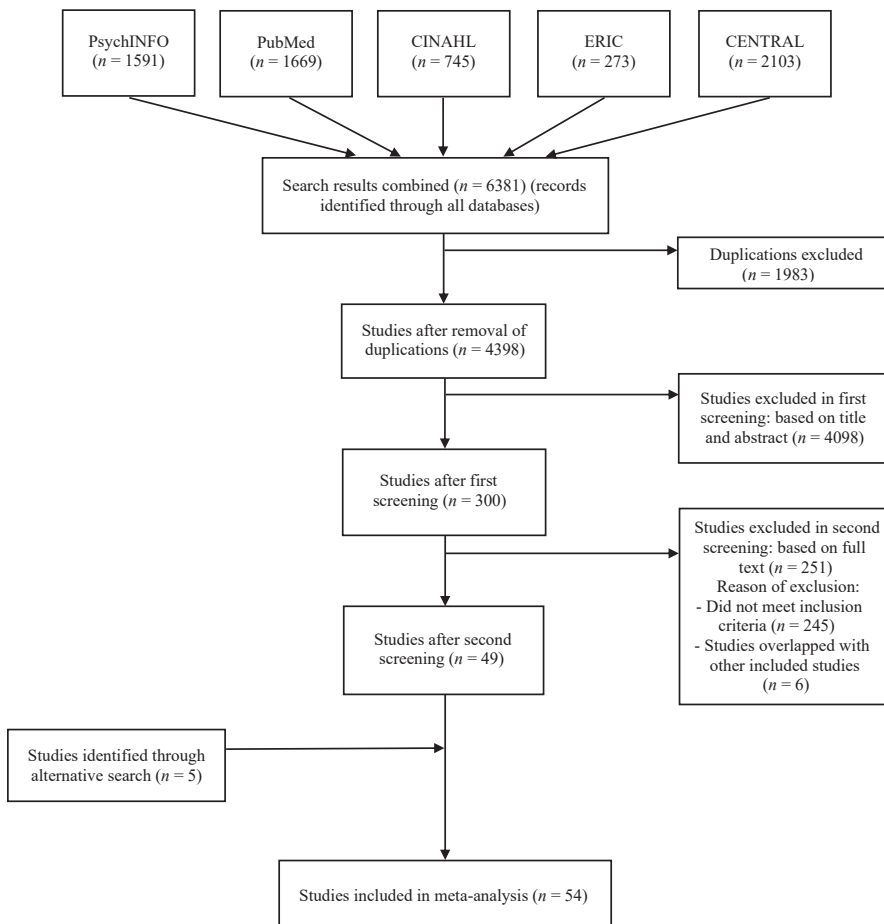 PsychINFO
(n = 1591)
PubMed
(n = 1669)
CINAHL
(n = 745)
ERIC
(n = 273)
CENTRAL
(n = 2103)
Search results combined (n = 6381) (records
identified through all databases)
Duplications excluded
(n = 1983)
Studies after removal of
duplications (n = 4398)
Studies excluded in first
screening: based on title
and abstract (n = 4098)
Studies after first
screening (n = 300)
Studies excluded in second
screening: based on full
text (n = 251)
Reason of exclusion:
- Did not meet inclusion
criteria (n = 245)
- Studies overlapped with
other included studies
(n = 6)
Studies after second
screening (n = 49)
Studies identified through
alternative search (n = 5)
Studies included in meta-analysis (n = 54)